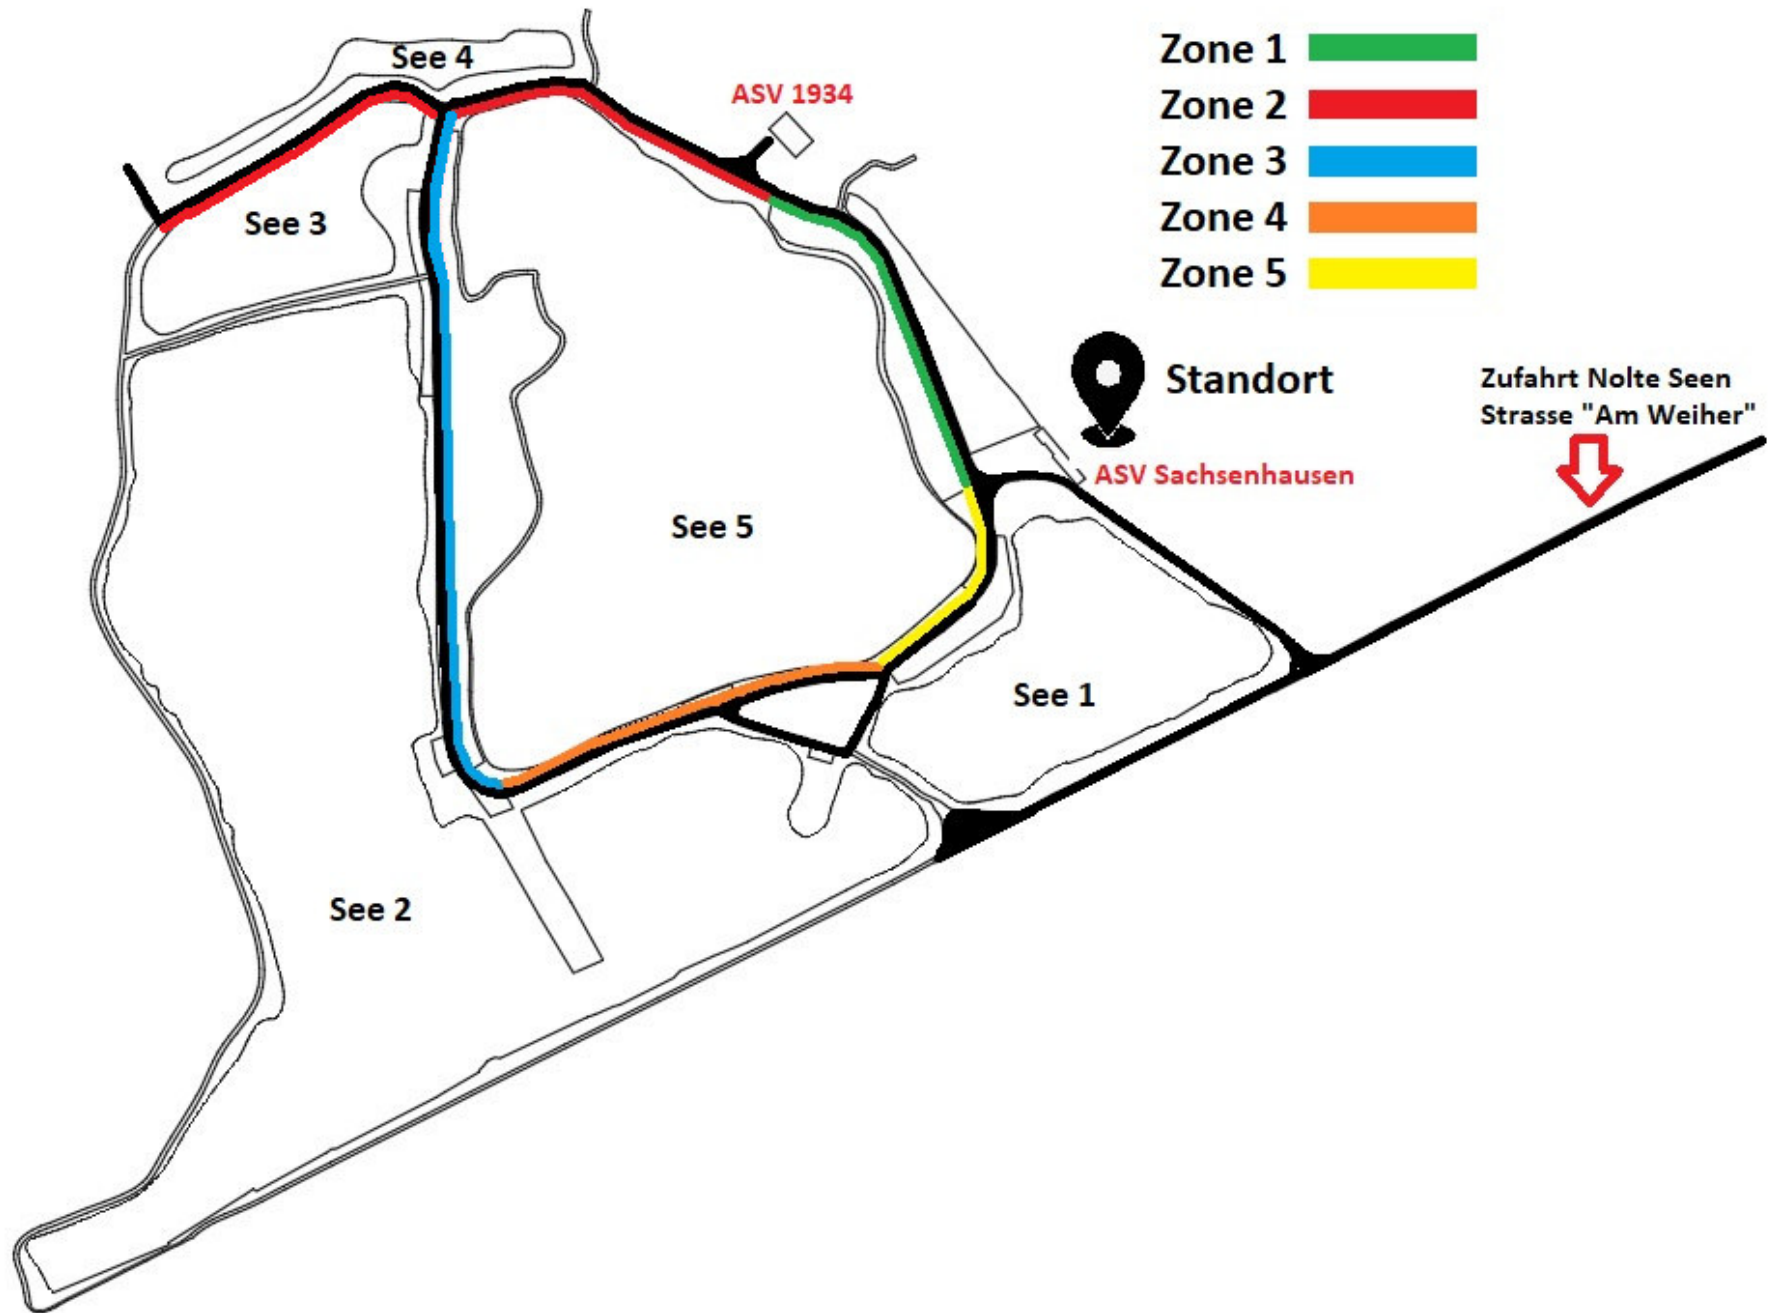 See 4
ASV 1934
See 3
Zone 1
Zone 2
Zone 3
Zone 4
Zone 5
Standort
Zufahrt Nolte Seen
Strasse "Am Weiher"
ASV Sachsenhausen
See 5
See 1
See 2